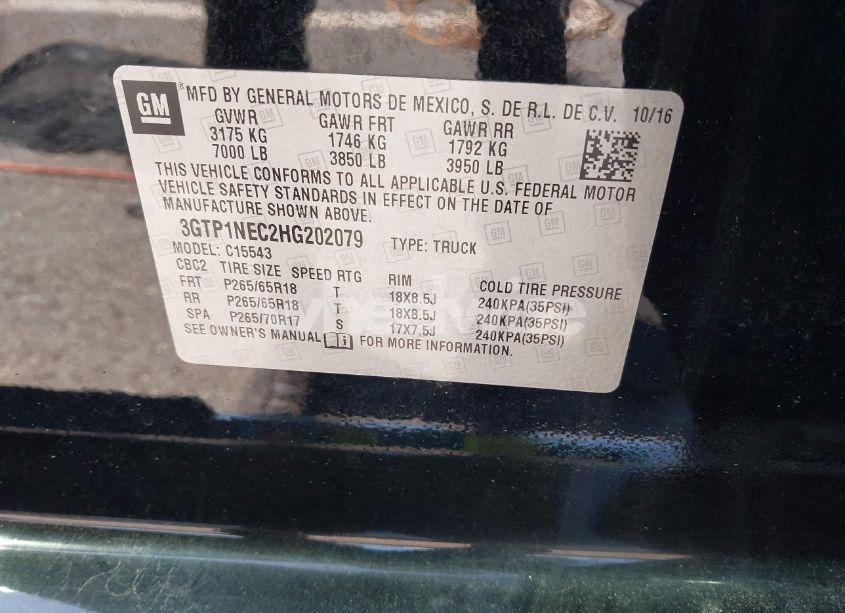 GM ® MFD BY GENERAL MOTORS DE MEXICO, S. DE R.L. DE C.V. 10/16
GVWR GAWR FRT GAWR RR
3175 KG 1746 KG 1792 KG
7000 LB 3850 LB 3950 LB
THIS VEHICLE CONFORMS TO ALL APPLICABLE U.S. FEDERAL MOTOR
VEHICLE SAFETY STANDARDS IN EFFECT ON THE DATE OF
MANUFACTURE SHOWN ABOVE.
3GTP1NEC2HG202079 TYPE: TRUCK
MODEL: C15543
CBC2 TIRE SIZE SPEED RTG RIM COLD TIRE PRESSURE
FRT P265/65R18 T 18X8.5J 240KPA(35PSI)
RR P265/65R18 T 18X8.5J 240KPA(35PSI)
SPA P265/70R17 S 17X7.5J 240KPA(35PSI)
SEE OWNER'S MANUAL FOR MORE INFORMATION.